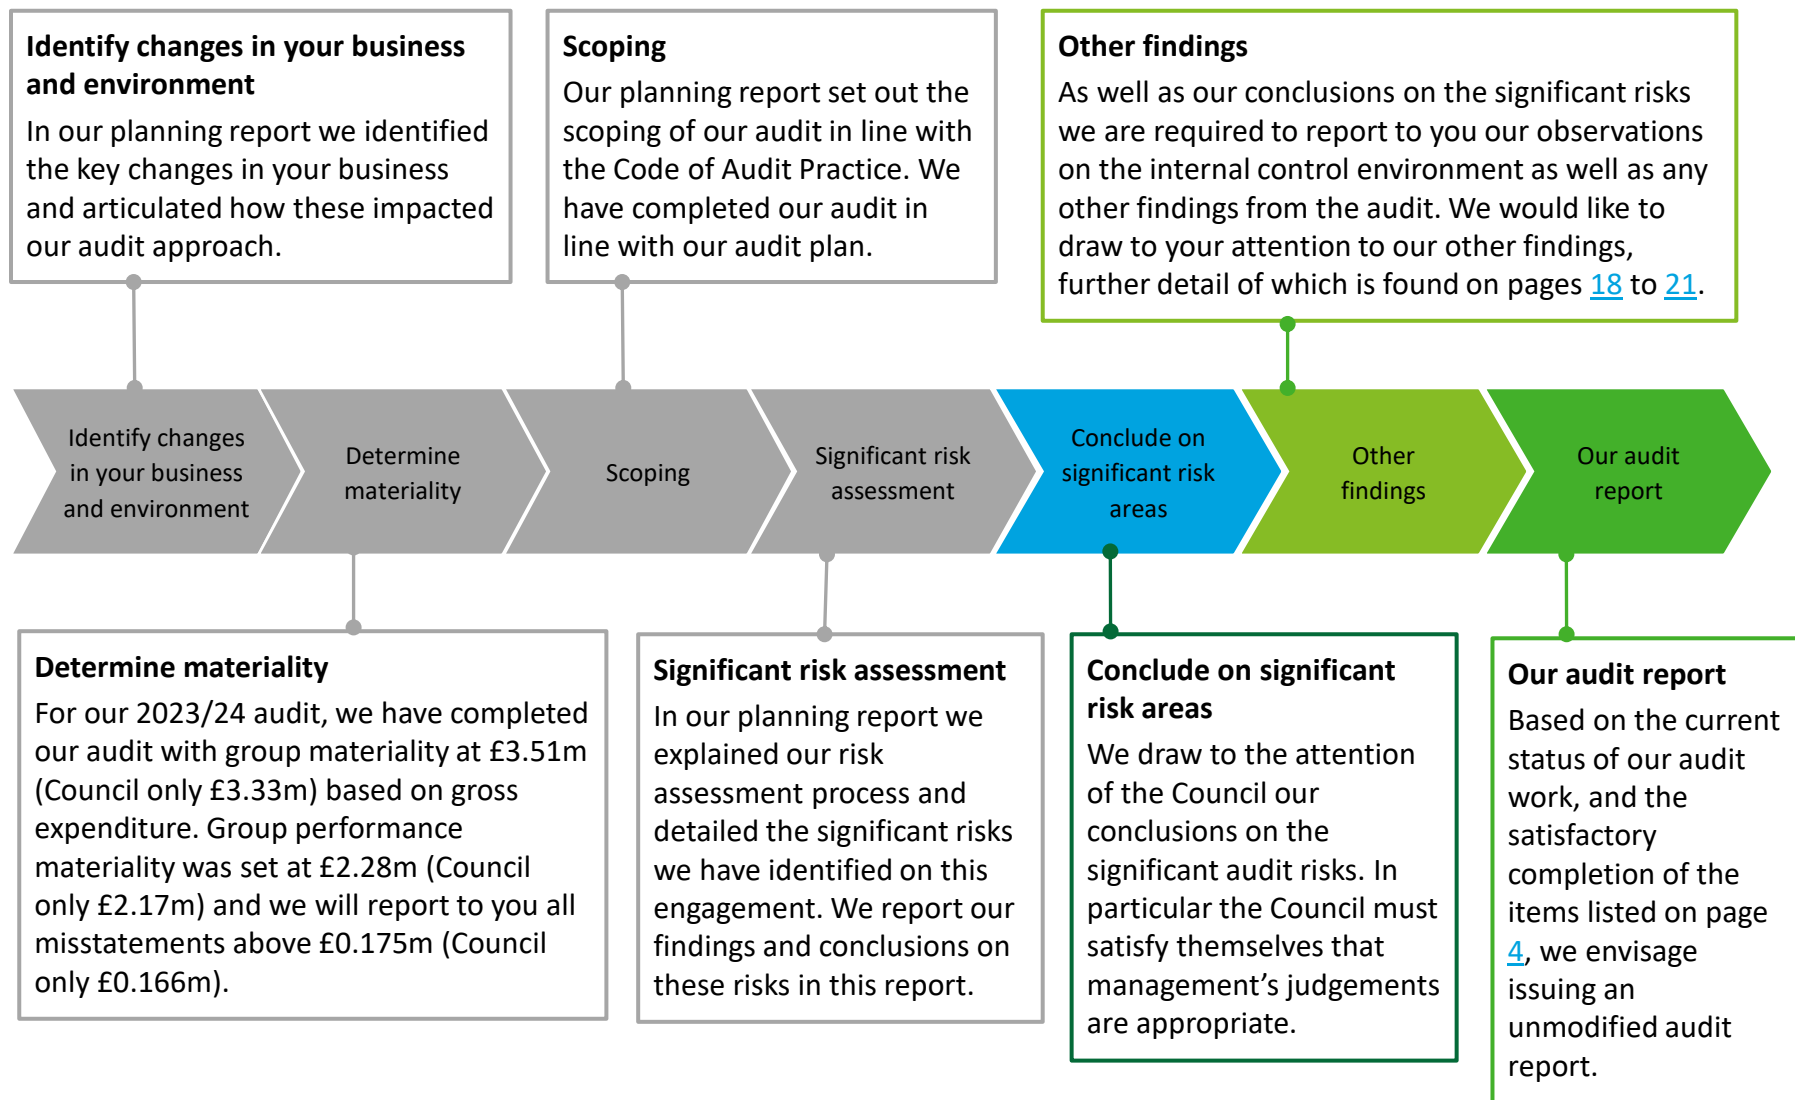 Identify changes in your business
and environment
In our planning report we identified
the key changes in your business
and articulated how these impacted
our audit approach.
Scoping
Our planning report set out the
scoping of our audit in line with
the Code of Audit Practice. We
have completed our audit in
line with our audit plan.
Other findings
As well as our conclusions on the significant risks
we are required to report to you our observations
on the internal control environment as well as any
other findings from the audit. We would like to
draw to your attention to our other findings,
further detail of which is found on pages 18 to 21.
Identify changes
in your business
and environment
Determine
materiality
Scoping
Significant risk
assessment
Conclude on
significant risk
areas
Other
findings
Our audit
report
Determine materiality
For our 2023/24 audit, we have completed
our audit with group materiality at £3.51m
(Council only £3.33m) based on gross
expenditure. Group performance
materiality was set at £2.28m (Council
only £2.17m) and we will report to you all
misstatements above £0.175m (Council
only £0.166m).
Significant risk assessment
In our planning report we
explained our risk
assessment process and
detailed the significant risks
we have identified on this
engagement. We report our
findings and conclusions on
these risks in this report.
Conclude on significant
risk areas
We draw to the attention
of the Council our
conclusions on the
significant audit risks. In
particular the Council must
satisfy themselves that
management’s judgements
are appropriate.
Our audit report
Based on the current
status of our audit
work, and the
satisfactory
completion of the
items listed on page
4, we envisage
issuing an
unmodified audit
report.